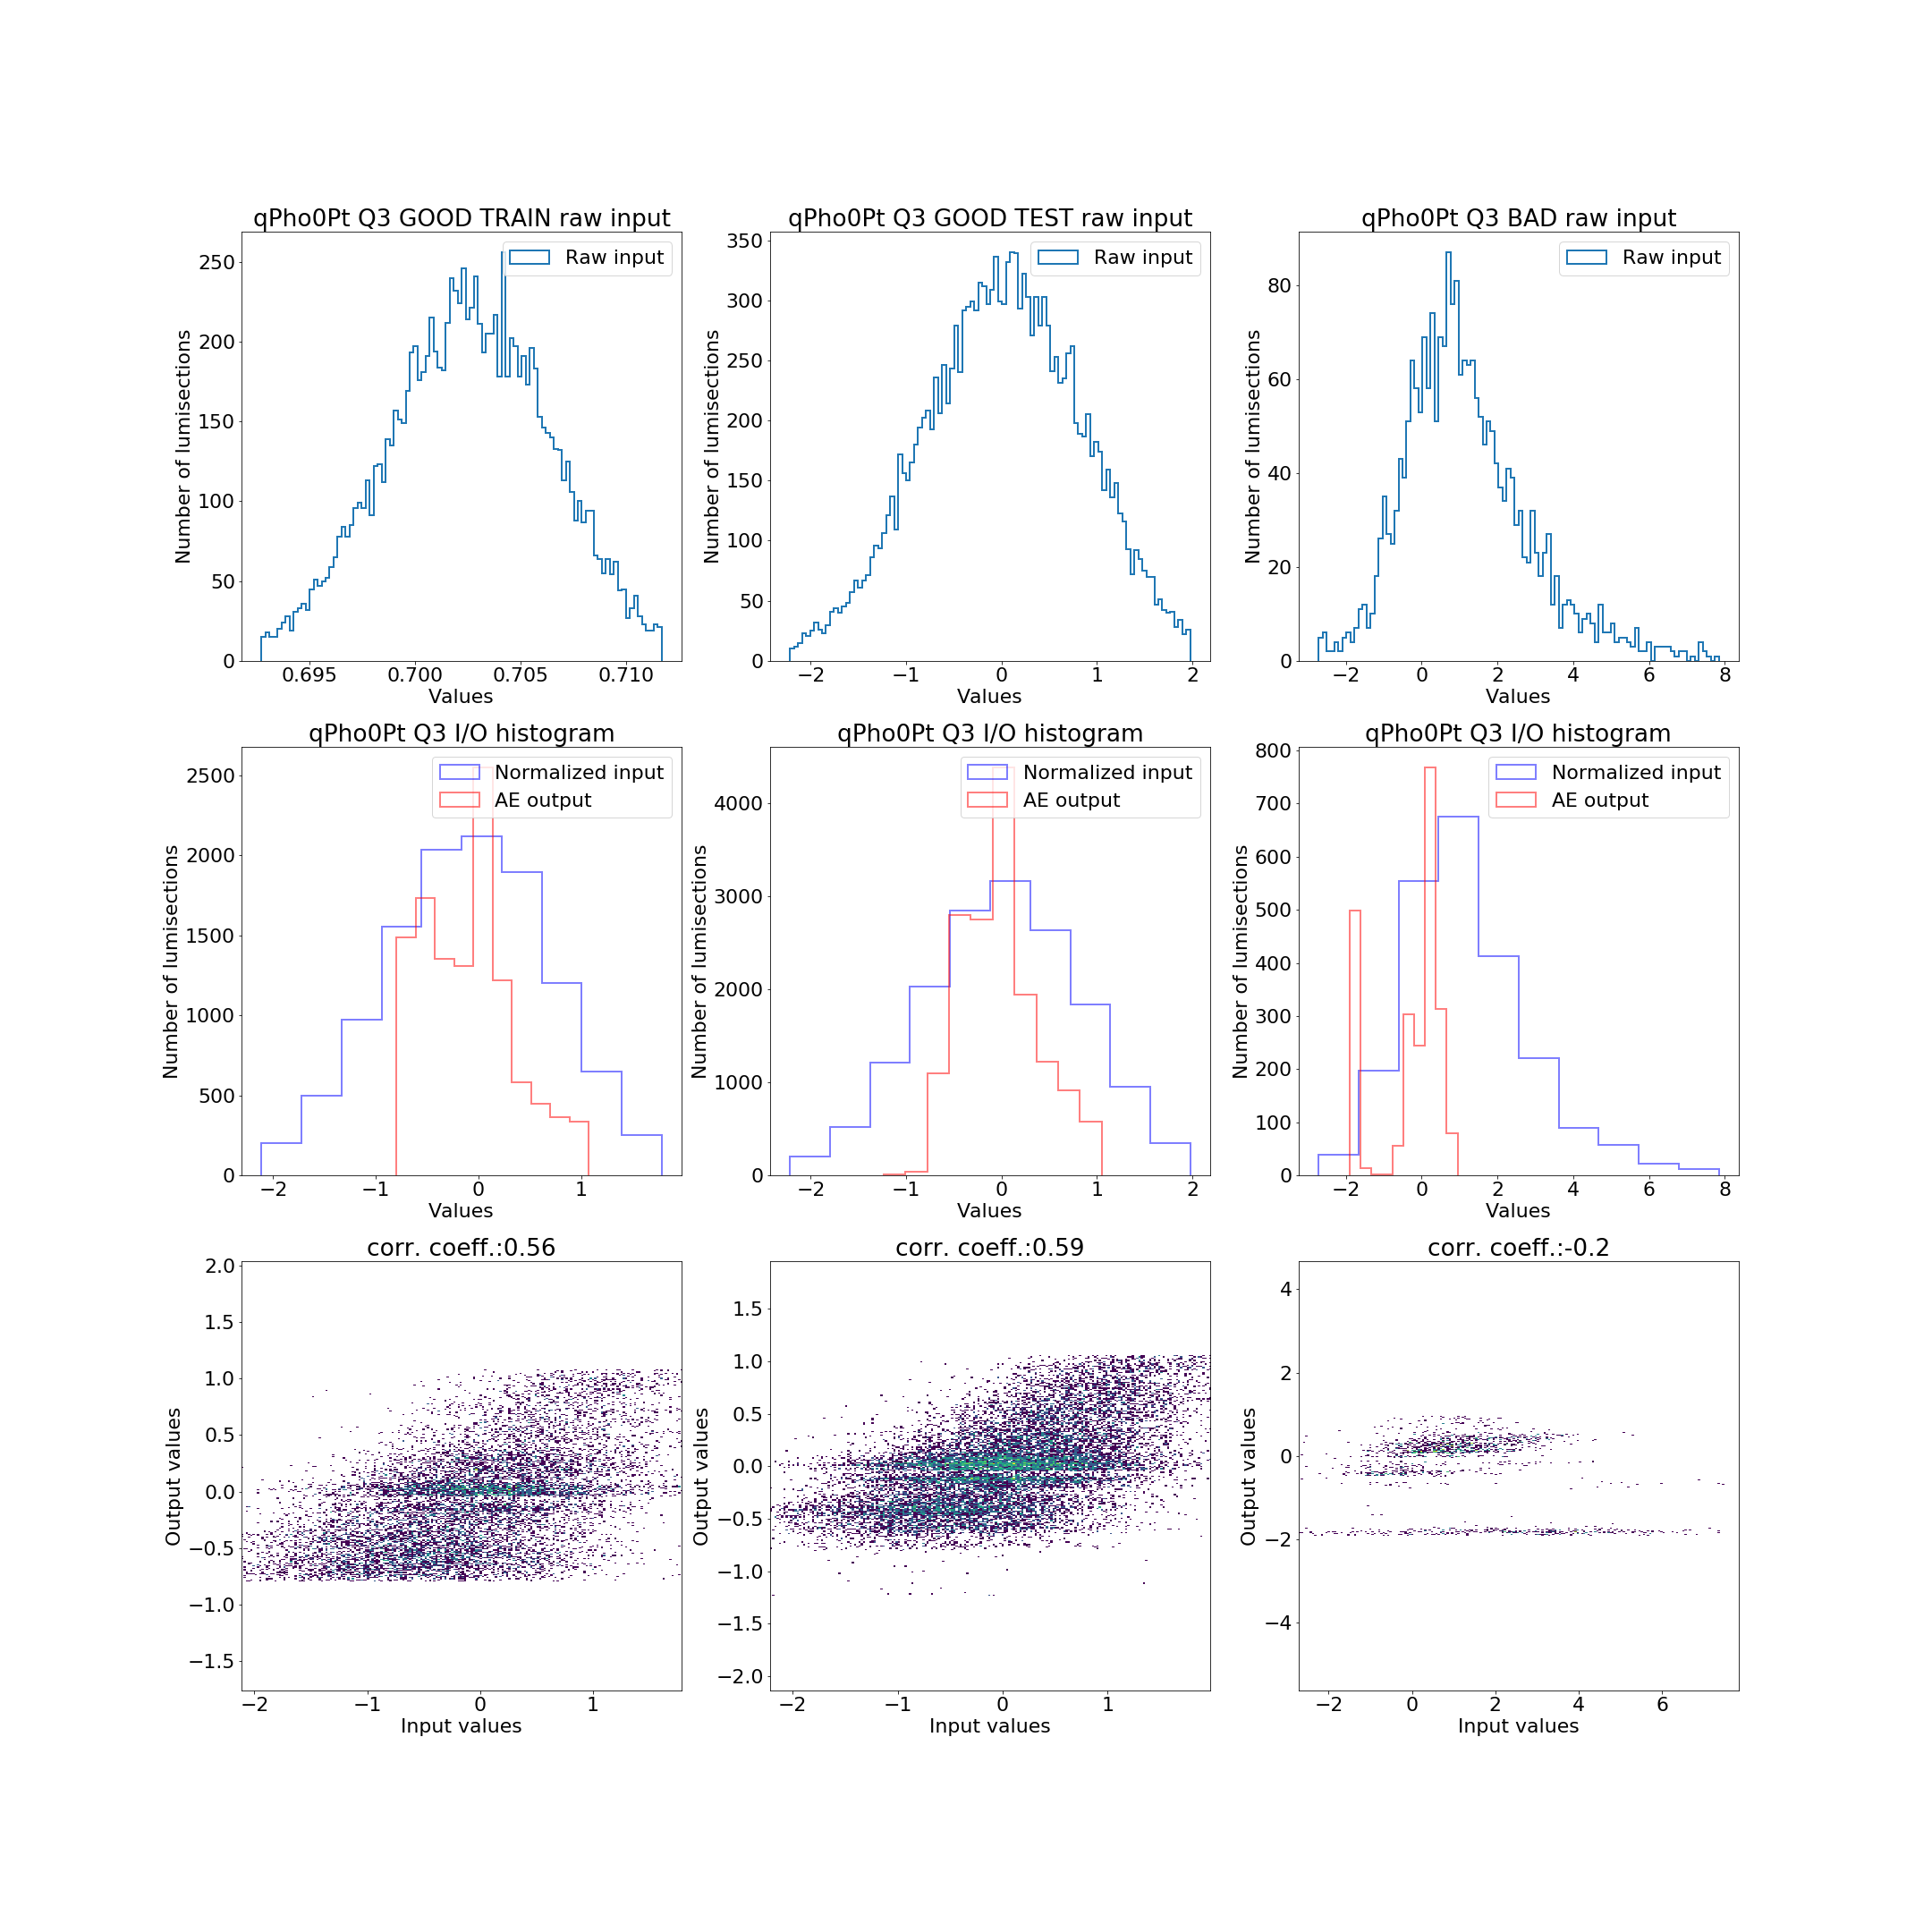 qPho0Pt Q3 GOOD TRAIN raw input
Number of lumisections
250
200
150
100
50
0
Raw input
0.695 0.700 0.705 0.710
Values
qPho0Pt Q3 GOOD TEST raw input
Number of lumisections
350
300
250
200
150
100
50
0
Raw input
−2 −1 0 1 2
Values
qPho0Pt Q3 BAD raw input
Number of lumisections
80
60
40
20
0
Raw input
−2 0 2 4 6 8
Values
qPho0Pt Q3 I/O histogram
Number of lumisections
2500
2000
1500
1000
500
0
Normalized input
AE output
−2 −1 0 1
Values
qPho0Pt Q3 I/O histogram
Number of lumisections
4000
3000
2000
1000
0
Normalized input
AE output
−2 −1 0 1 2
Values
qPho0Pt Q3 I/O histogram
Number of lumisections
800
700
600
500
400
300
200
100
0
Normalized input
AE output
−2 0 2 4 6 8
Values
corr. coeff.:0.56
Output values
2.0
1.5
1.0
0.5
0.0
−0.5
−1.0
−1.5
−2 −1 0 1
Input values
corr. coeff.:0.59
Output values
1.5
1.0
0.5
0.0
−0.5
−1.0
−1.5
−2.0
−2 −1 0 1
Input values
corr. coeff.:-0.2
Output values
4
2
0
−2
−4
−2 0 2 4 6
Input values